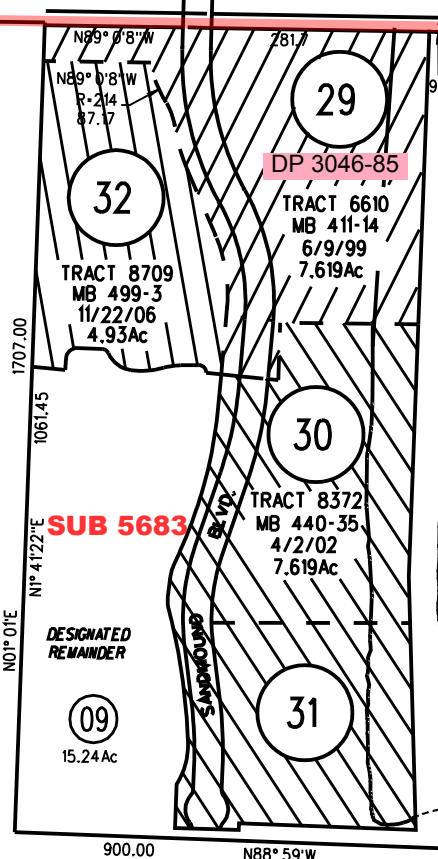 N89° 0'8"W
281.7
N89° 0'8"W
R=214
87.17
29
DP 3046-85
TRACT 6610
MB 411-14
6/9/99
7.619Ac
32
TRACT 8709
MB 499-3
11/22/06
4.93Ac
1707.00
1061.45
30
TRACT 8372
MB 440-35
4/2/02
7.619Ac
SUB 5683
BLVD.
SANDMOUND
N1° 41'22"E
N01° 01'E
DESIGNATED
REMAINDER
09
15.24Ac
31
900.00
N88° 59'W